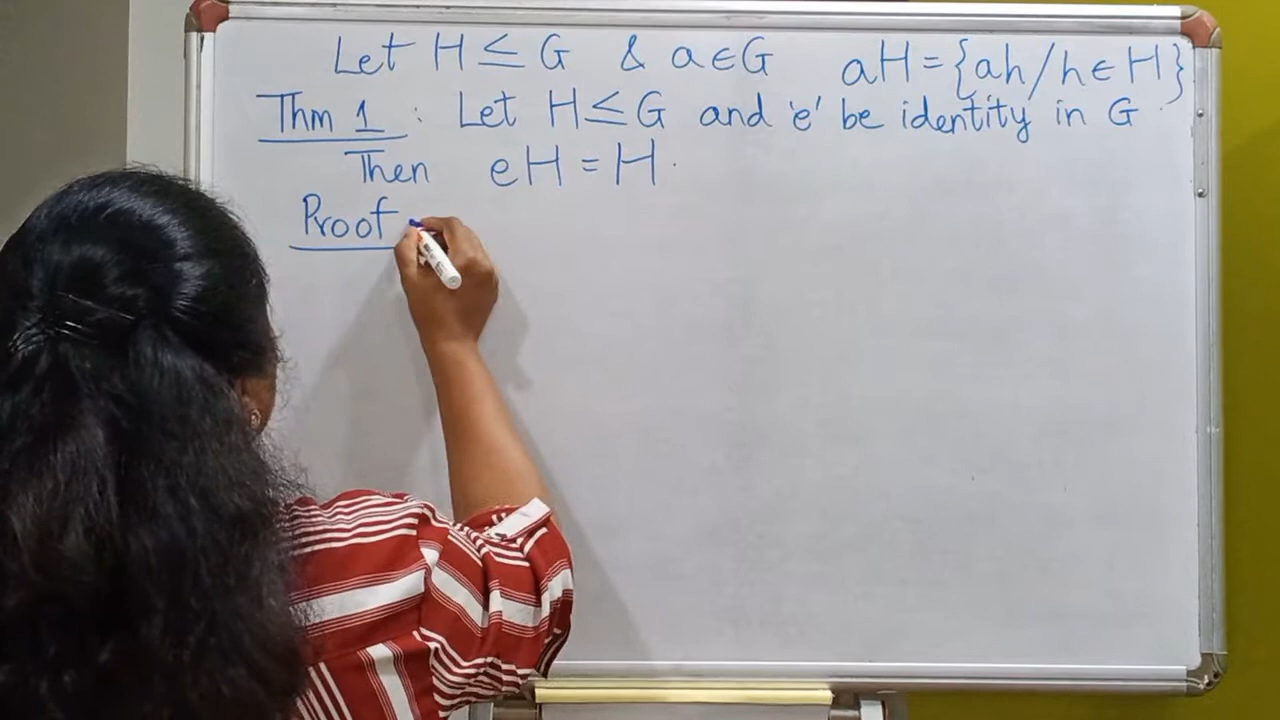 Let H ≤ G & a ∈ G aH = {ah / h ∈ H}
Thm 1 : Let H ≤ G and 'e' be identity in G.
Then eH = H.
Proof